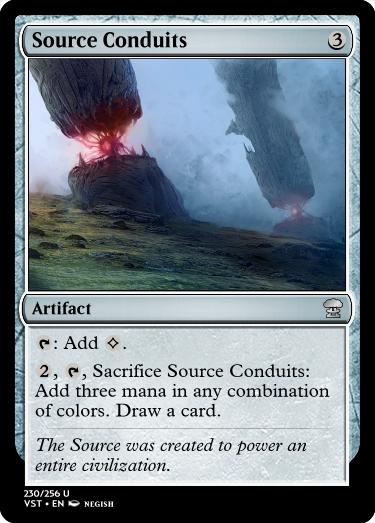 Source Conduits 3
Artifact
: Add .
2, , Sacrifice Source Conduits:
Add three mana in any combination
of colors. Draw a card.
The Source was created to power an
entire civilization.
230/256 U
VST • EN NEGISH